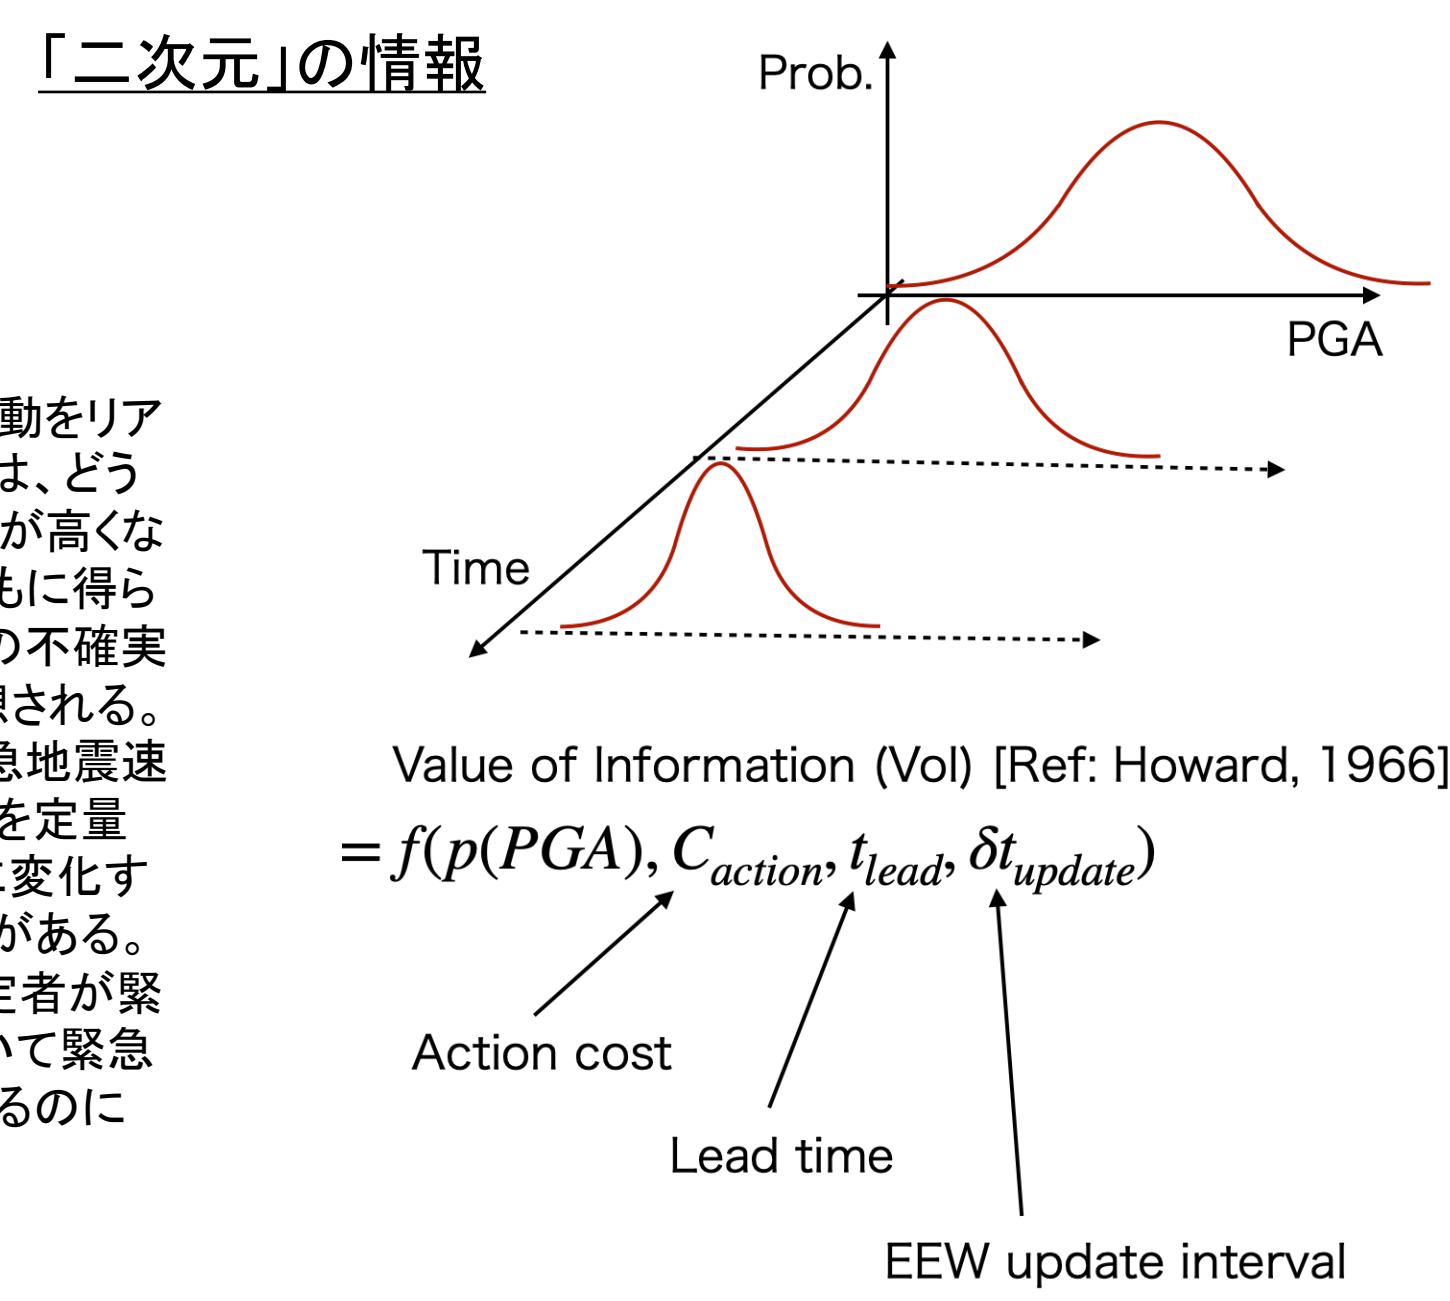 「二次元」の情報
Prob.
PGA
Time
動をリア
は、どう
が高くな
もに得ら
の不確実
想される。
急地震速
を定量
に変化す
がある。
定者が緊
いて緊急
るのに
Value of Information (VoI) [Ref: Howard, 1966]
= f(p(PGA), C_action, t_lead, δt_update)
Action cost
Lead time
EEW update interval